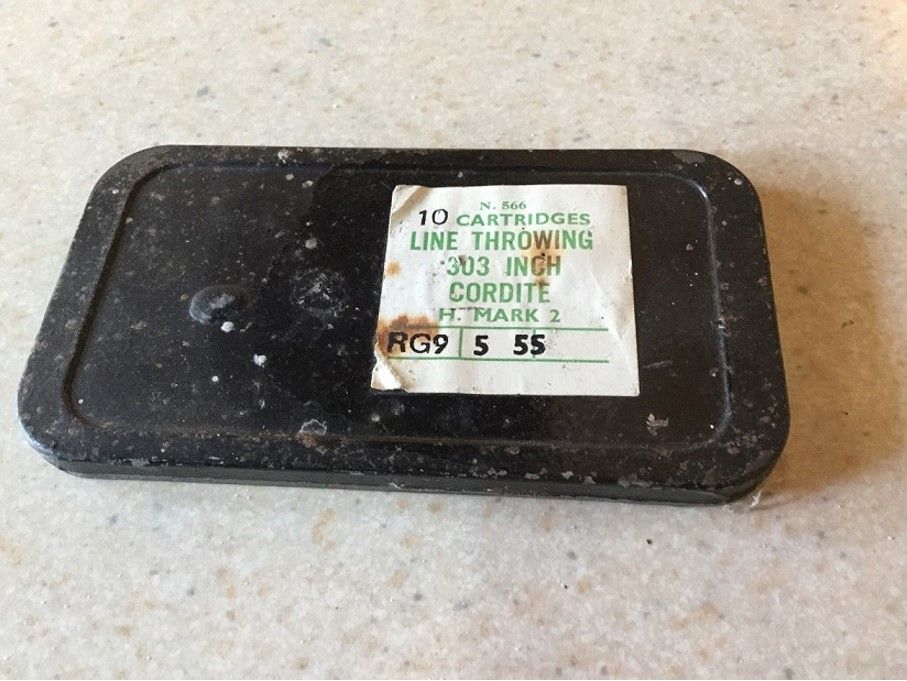 N. 566
10 CARTRIDGES
LINE THROWING
·303 INCH
CORDITE
H. MARK 2
RG9 5 55